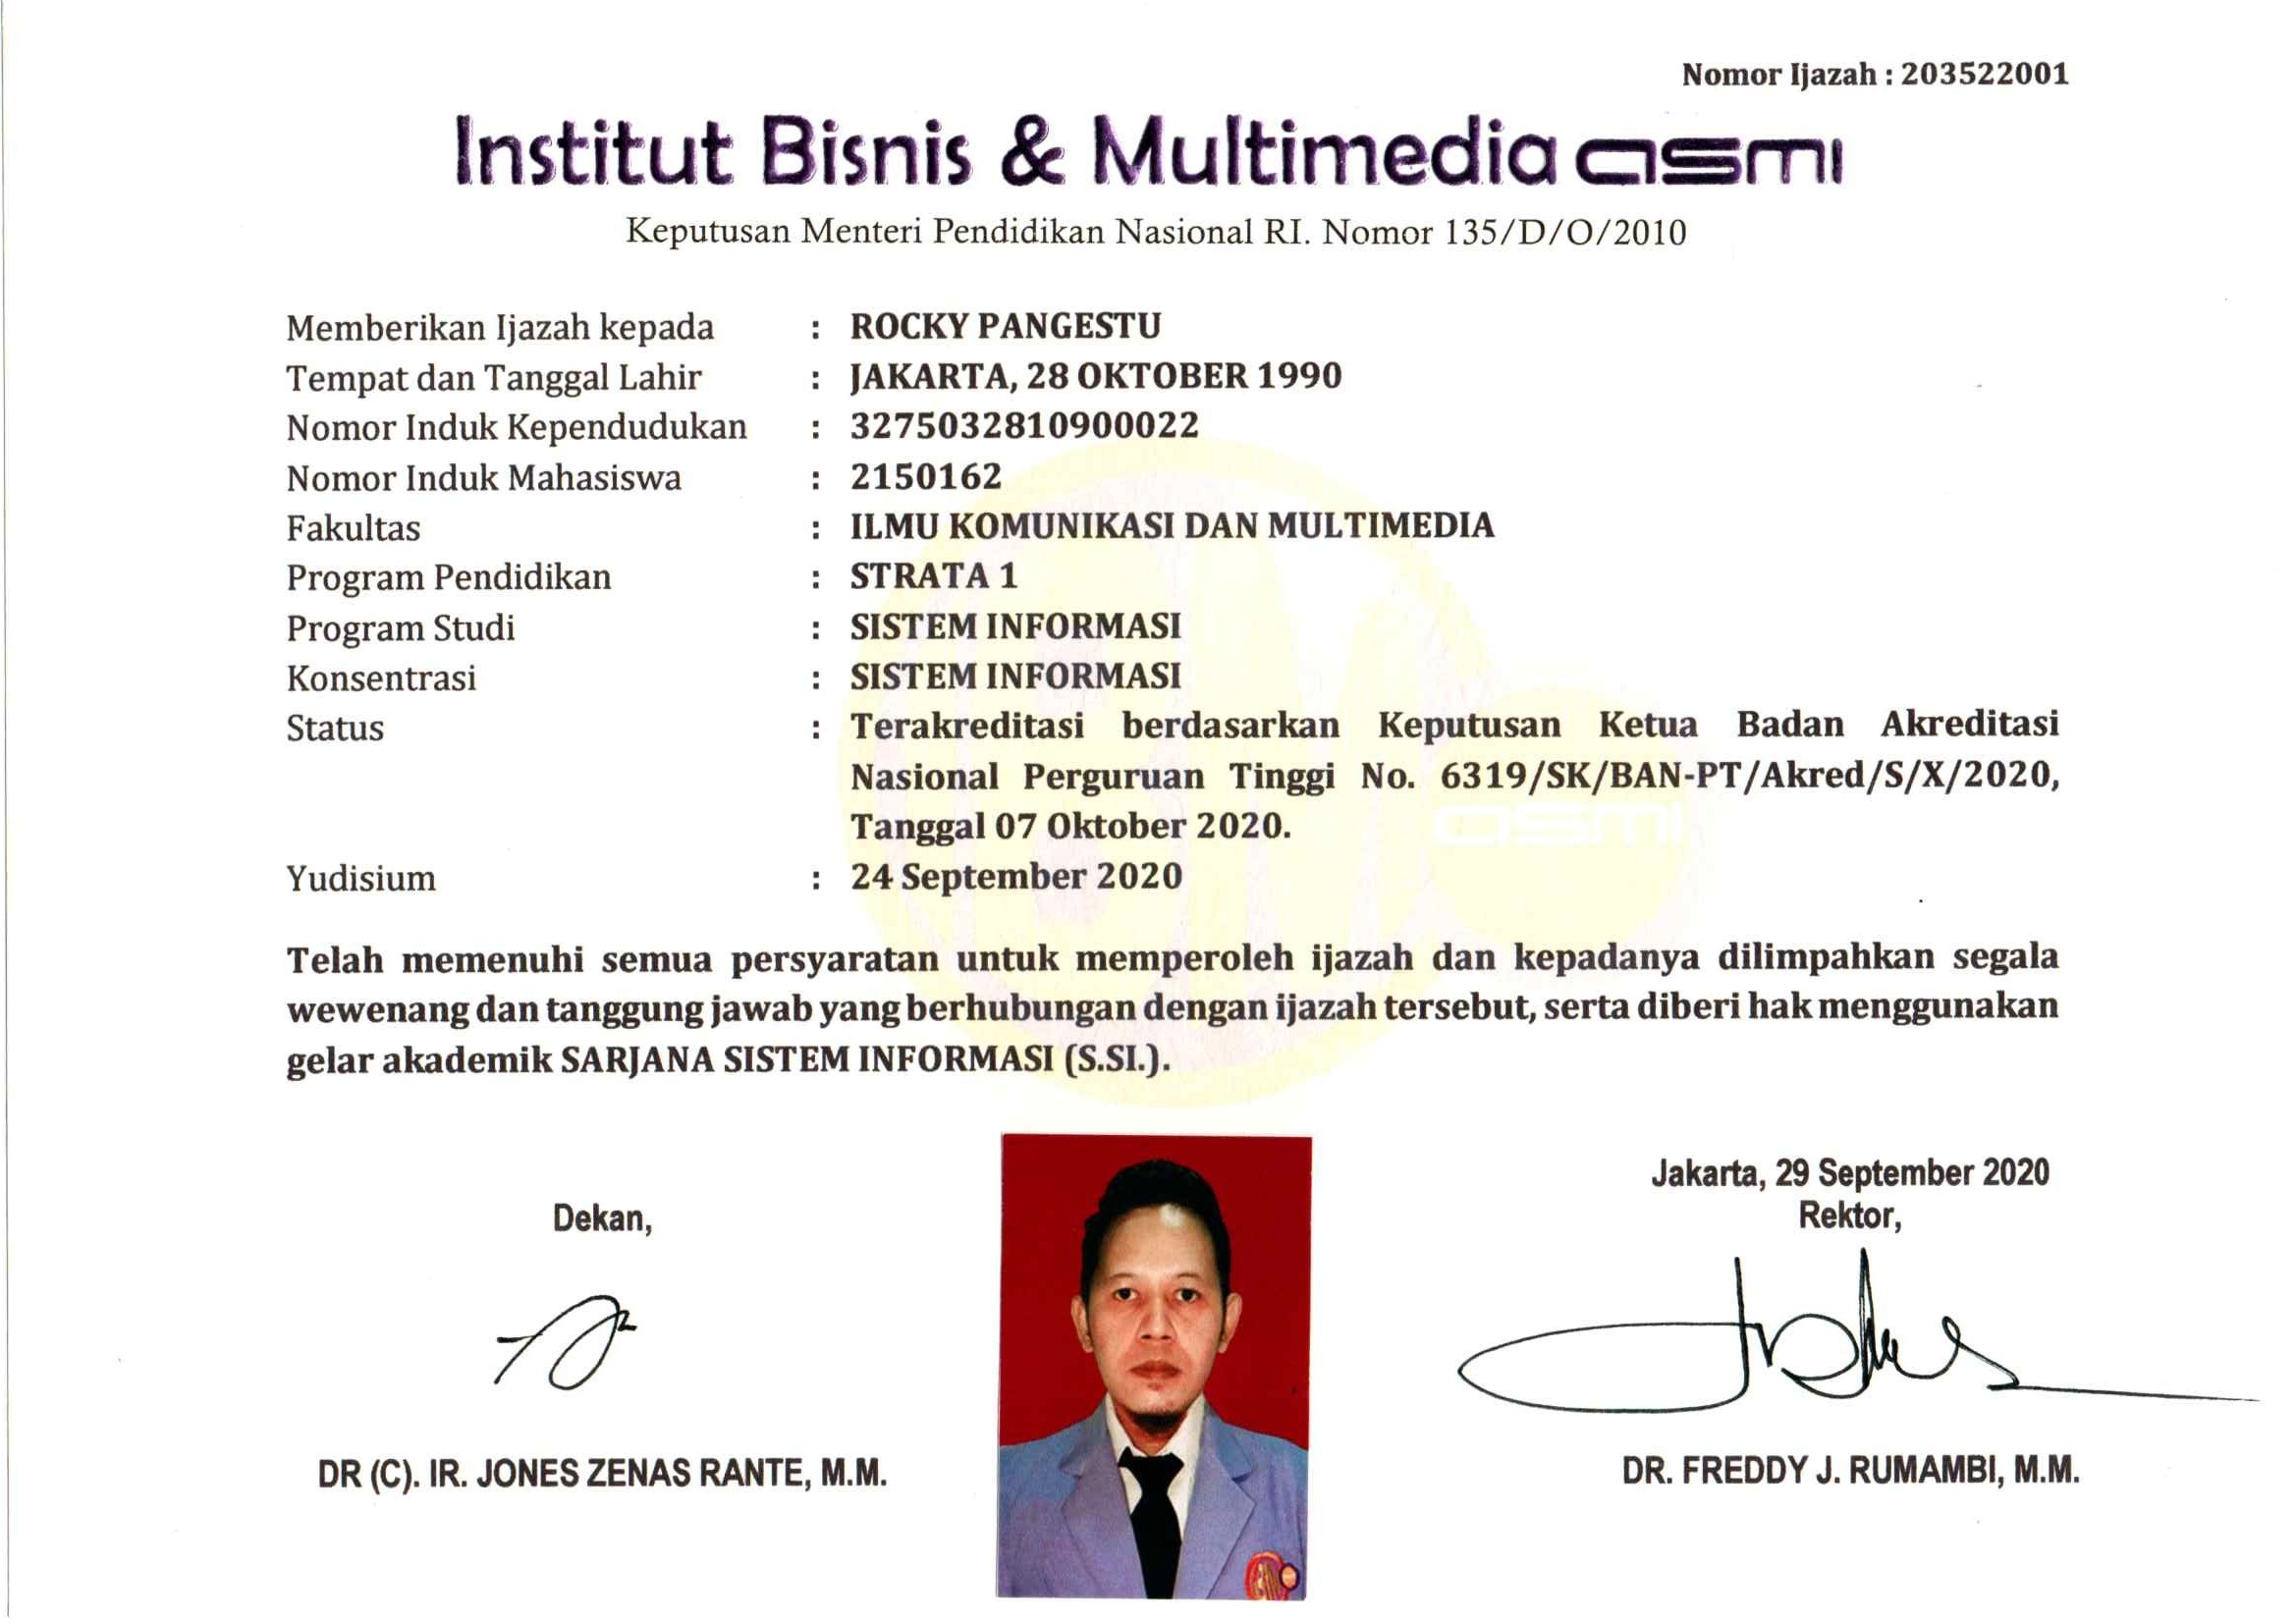 Nomor Ijazah : 203522001
Institut Bisnis & Multimedia asmi
Keputusan Menteri Pendidikan Nasional RI. Nomor 135/D/O/2010
Memberikan Ijazah kepada : ROCKY PANGESTU
Tempat dan Tanggal Lahir : JAKARTA, 28 OKTOBER 1990
Nomor Induk Kependudukan : 3275032810900022
Nomor Induk Mahasiswa : 2150162
Fakultas : ILMU KOMUNIKASI DAN MULTIMEDIA
Program Pendidikan : STRATA 1
Program Studi : SISTEM INFORMASI
Konsentrasi : SISTEM INFORMASI
Status : Terakreditasi berdasarkan Keputusan Ketua Badan Akreditasi
Nasional Perguruan Tinggi No. 6319/SK/BAN-PT/Akred/S/X/2020,
Tanggal 07 Oktober 2020.
asmi
Yudisium : 24 September 2020
Telah memenuhi semua persyaratan untuk memperoleh ijazah dan kepadanya dilimpahkan segala
wewenang dan tanggung jawab yang berhubungan dengan ijazah tersebut, serta diberi hak menggunakan
gelar akademik SARJANA SISTEM INFORMASI (S.SI.).
Jakarta, 29 September 2020
Dekan,
Rektor,
DR (C). IR. JONES ZENAS RANTE, M.M.
DR. FREDDY J. RUMAMBI, M.M.